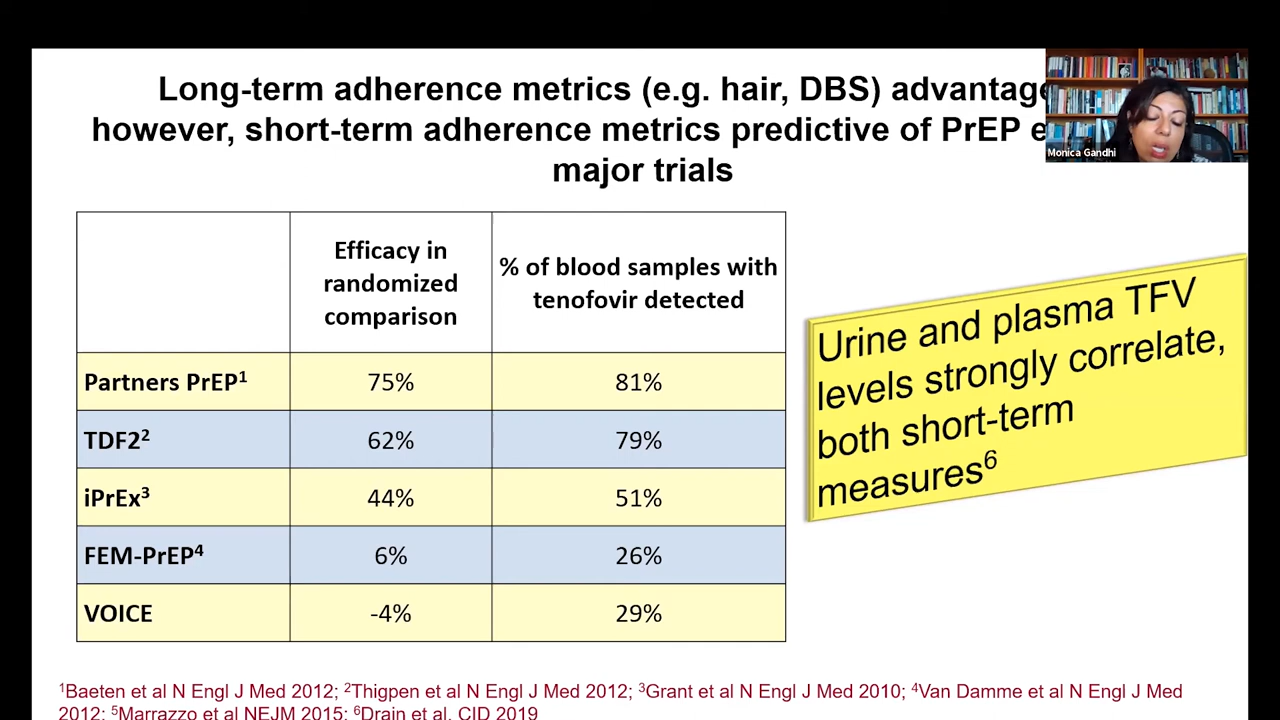 Long-term adherence metrics (e.g. hair, DBS) advantage
however, short-term adherence metrics predictive of PrEP e
major trials
Monica Gandhi
Efficacy in
randomized
comparison
% of blood samples with
tenofovir detected
Partners PrEP1 75% 81%
TDF22 62% 79%
iPrEx3 44% 51%
FEM-PrEP4 6% 26%
VOICE -4% 29%
Urine and plasma TFV
levels strongly correlate,
both short-term
measures6
1Baeten et al N Engl J Med 2012; 2Thigpen et al N Engl J Med 2012; 3Grant et al N Engl J Med 2010; 4Van Damme et al N Engl J Med
2012; 5Marrazzo et al NEJM 2015; 6Drain et al, CID 2019